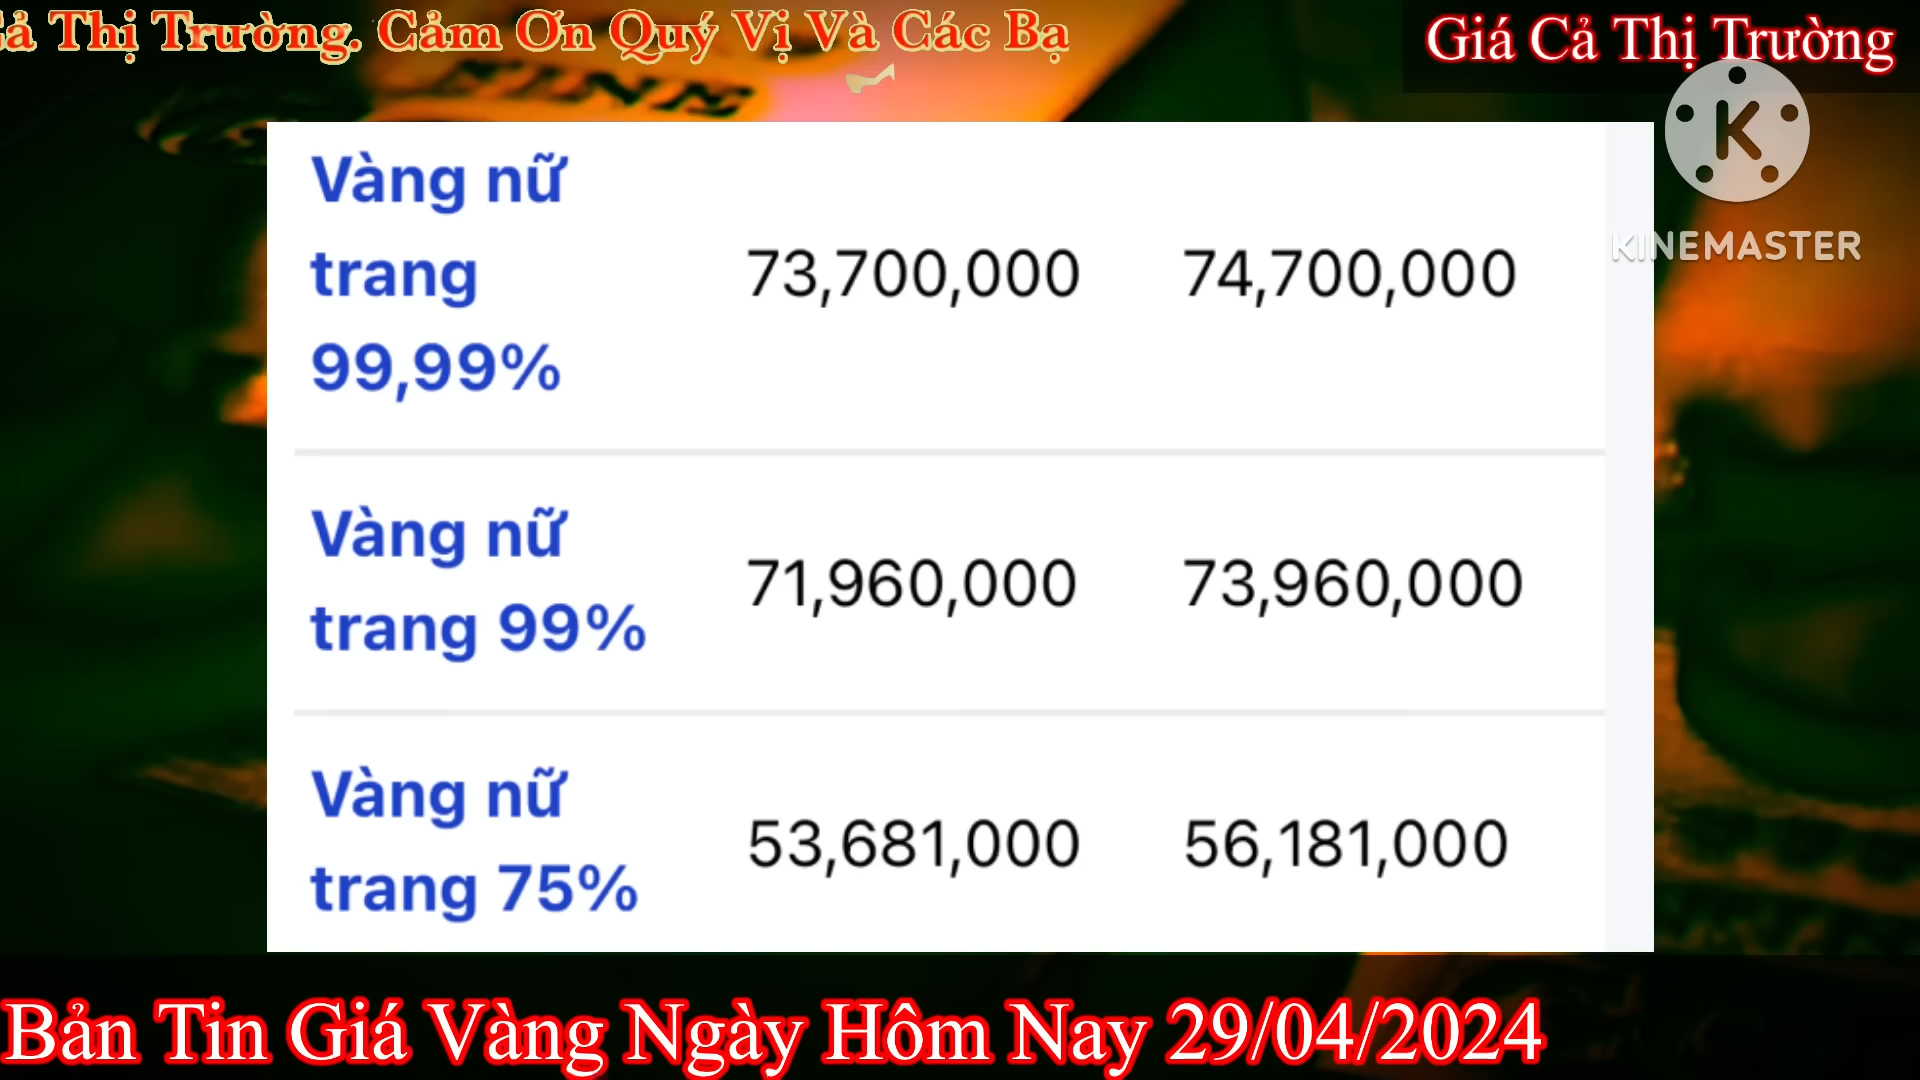 ả Thị Trường. Cảm Ơn Quý Vị Và Các Bạ
Giá Cả Thị Trường
INE
K
KINEMASTER
Vàng nữ
trang
99,99%
73,700,000 74,700,000
Vàng nữ
trang 99%
71,960,000 73,960,000
Vàng nữ
trang 75%
53,681,000 56,181,000
Bản Tin Giá Vàng Ngày Hôm Nay 29/04/2024